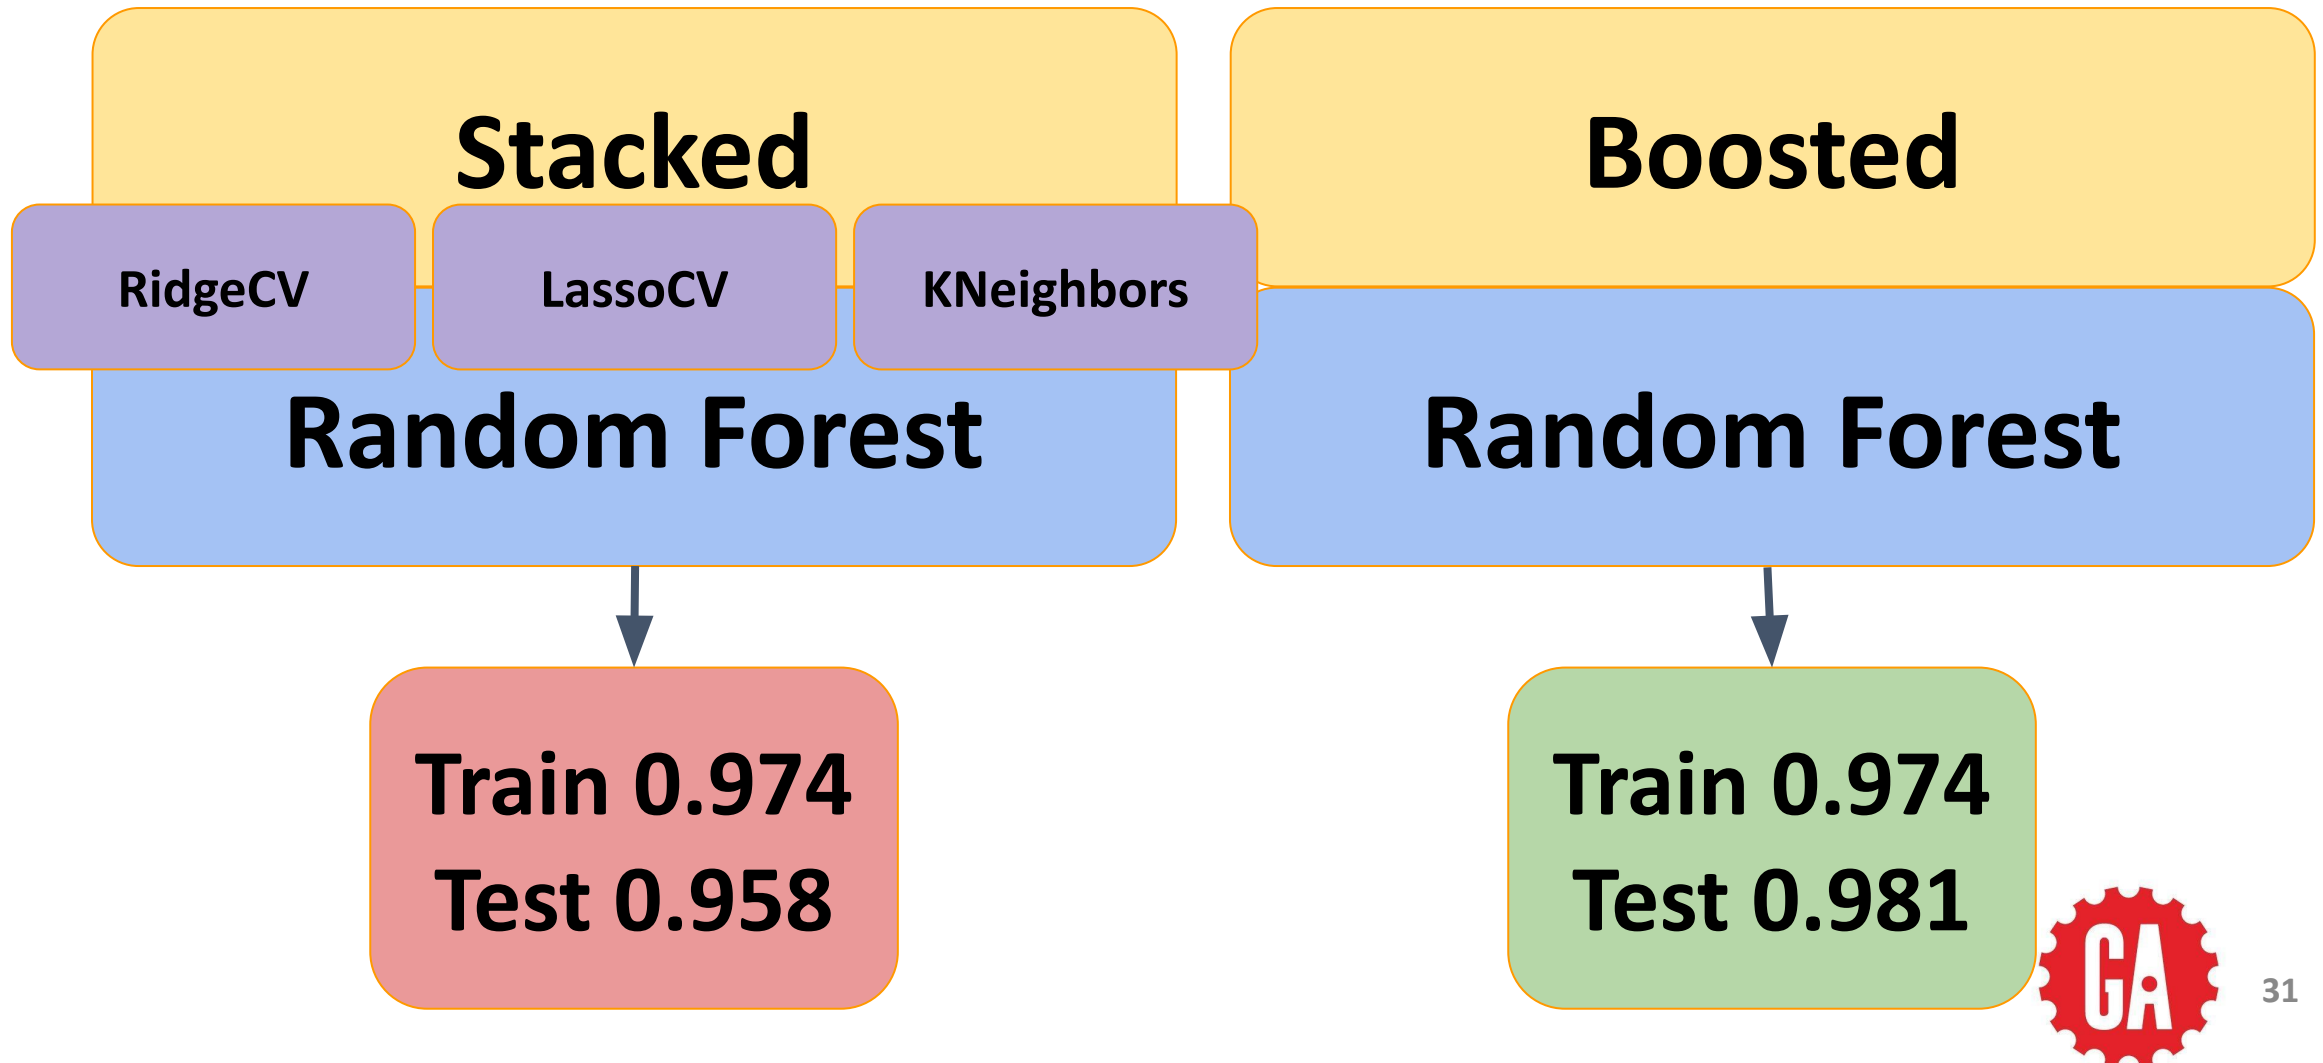 Stacked
RidgeCV
LassoCV
KNeighbors
Random Forest
Train 0.974
Test 0.958
Boosted
Random Forest
Train 0.974
Test 0.981
GA
31